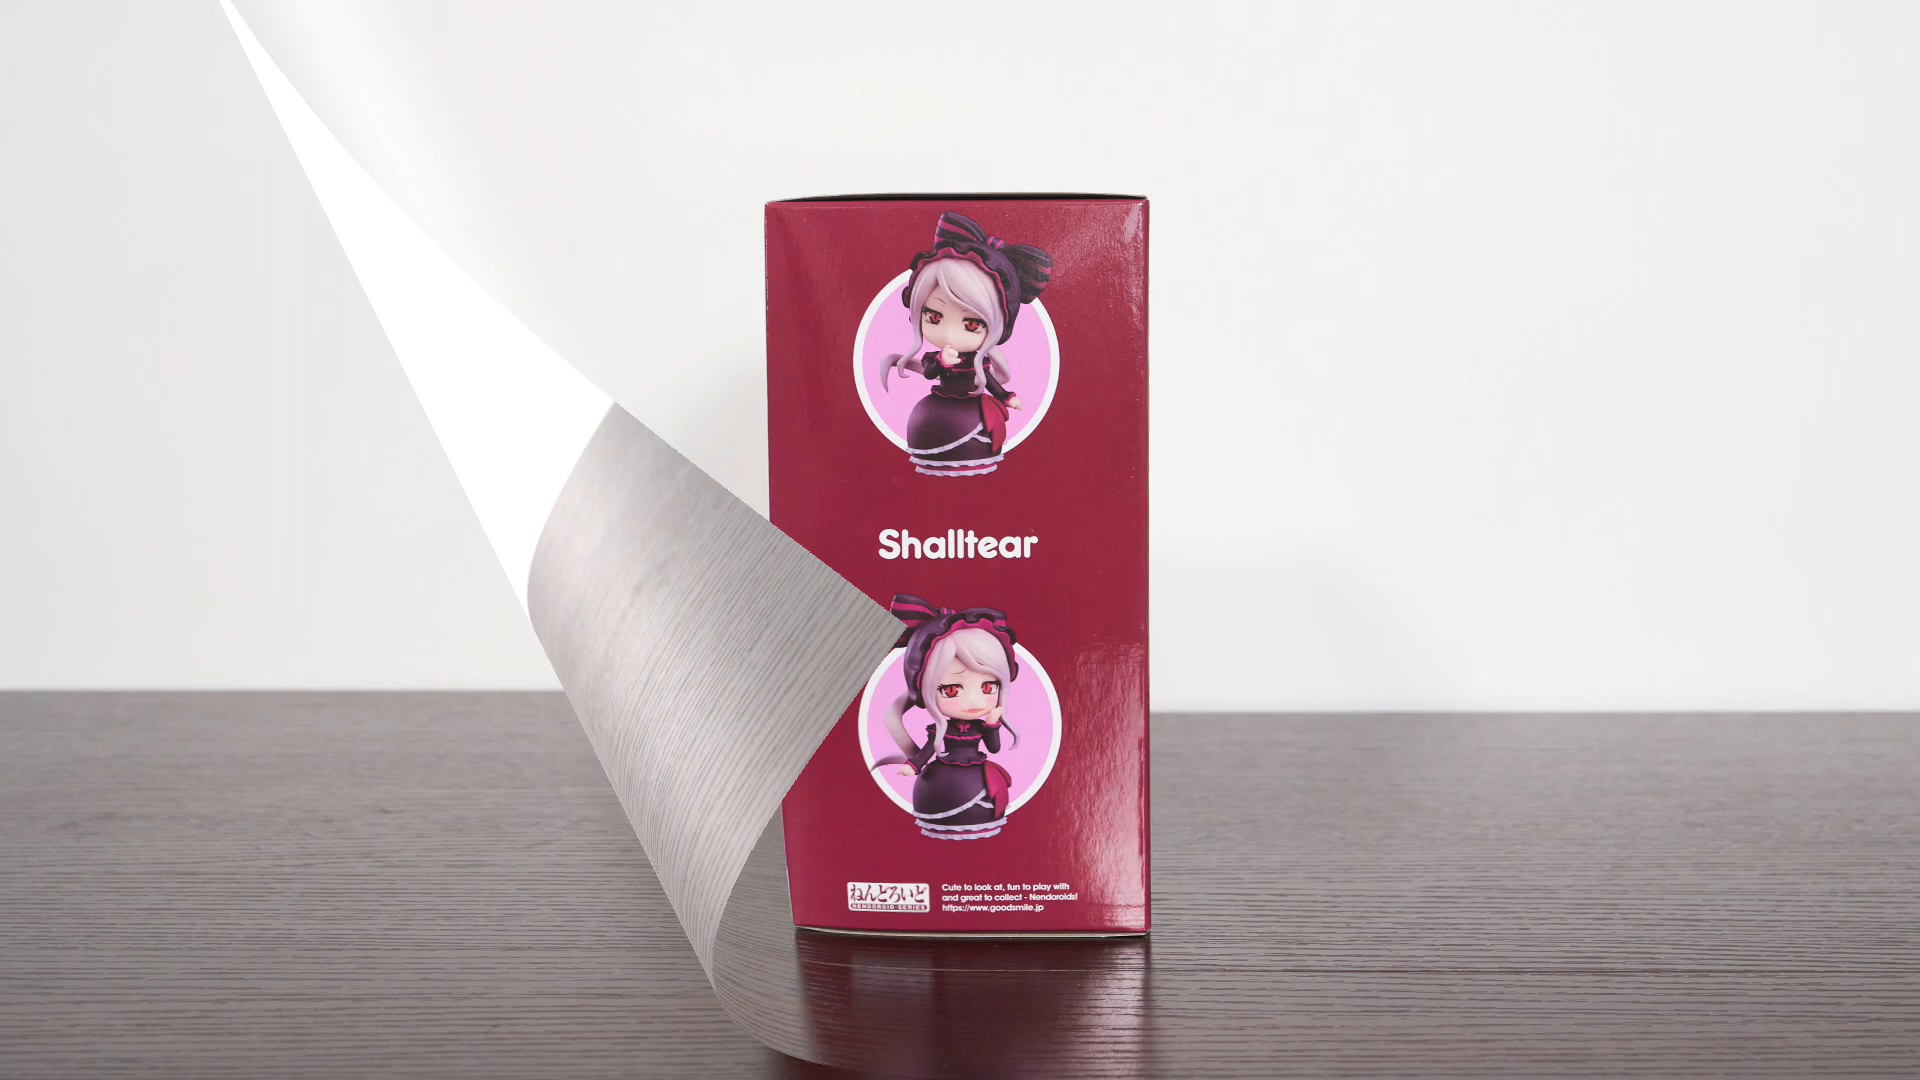 Shalltear
ねんどろいど
NENDOROID SERIES
Cute to look at, fun to play with
and great to collect - Nendoroids!
https://www.goodsmile.jp